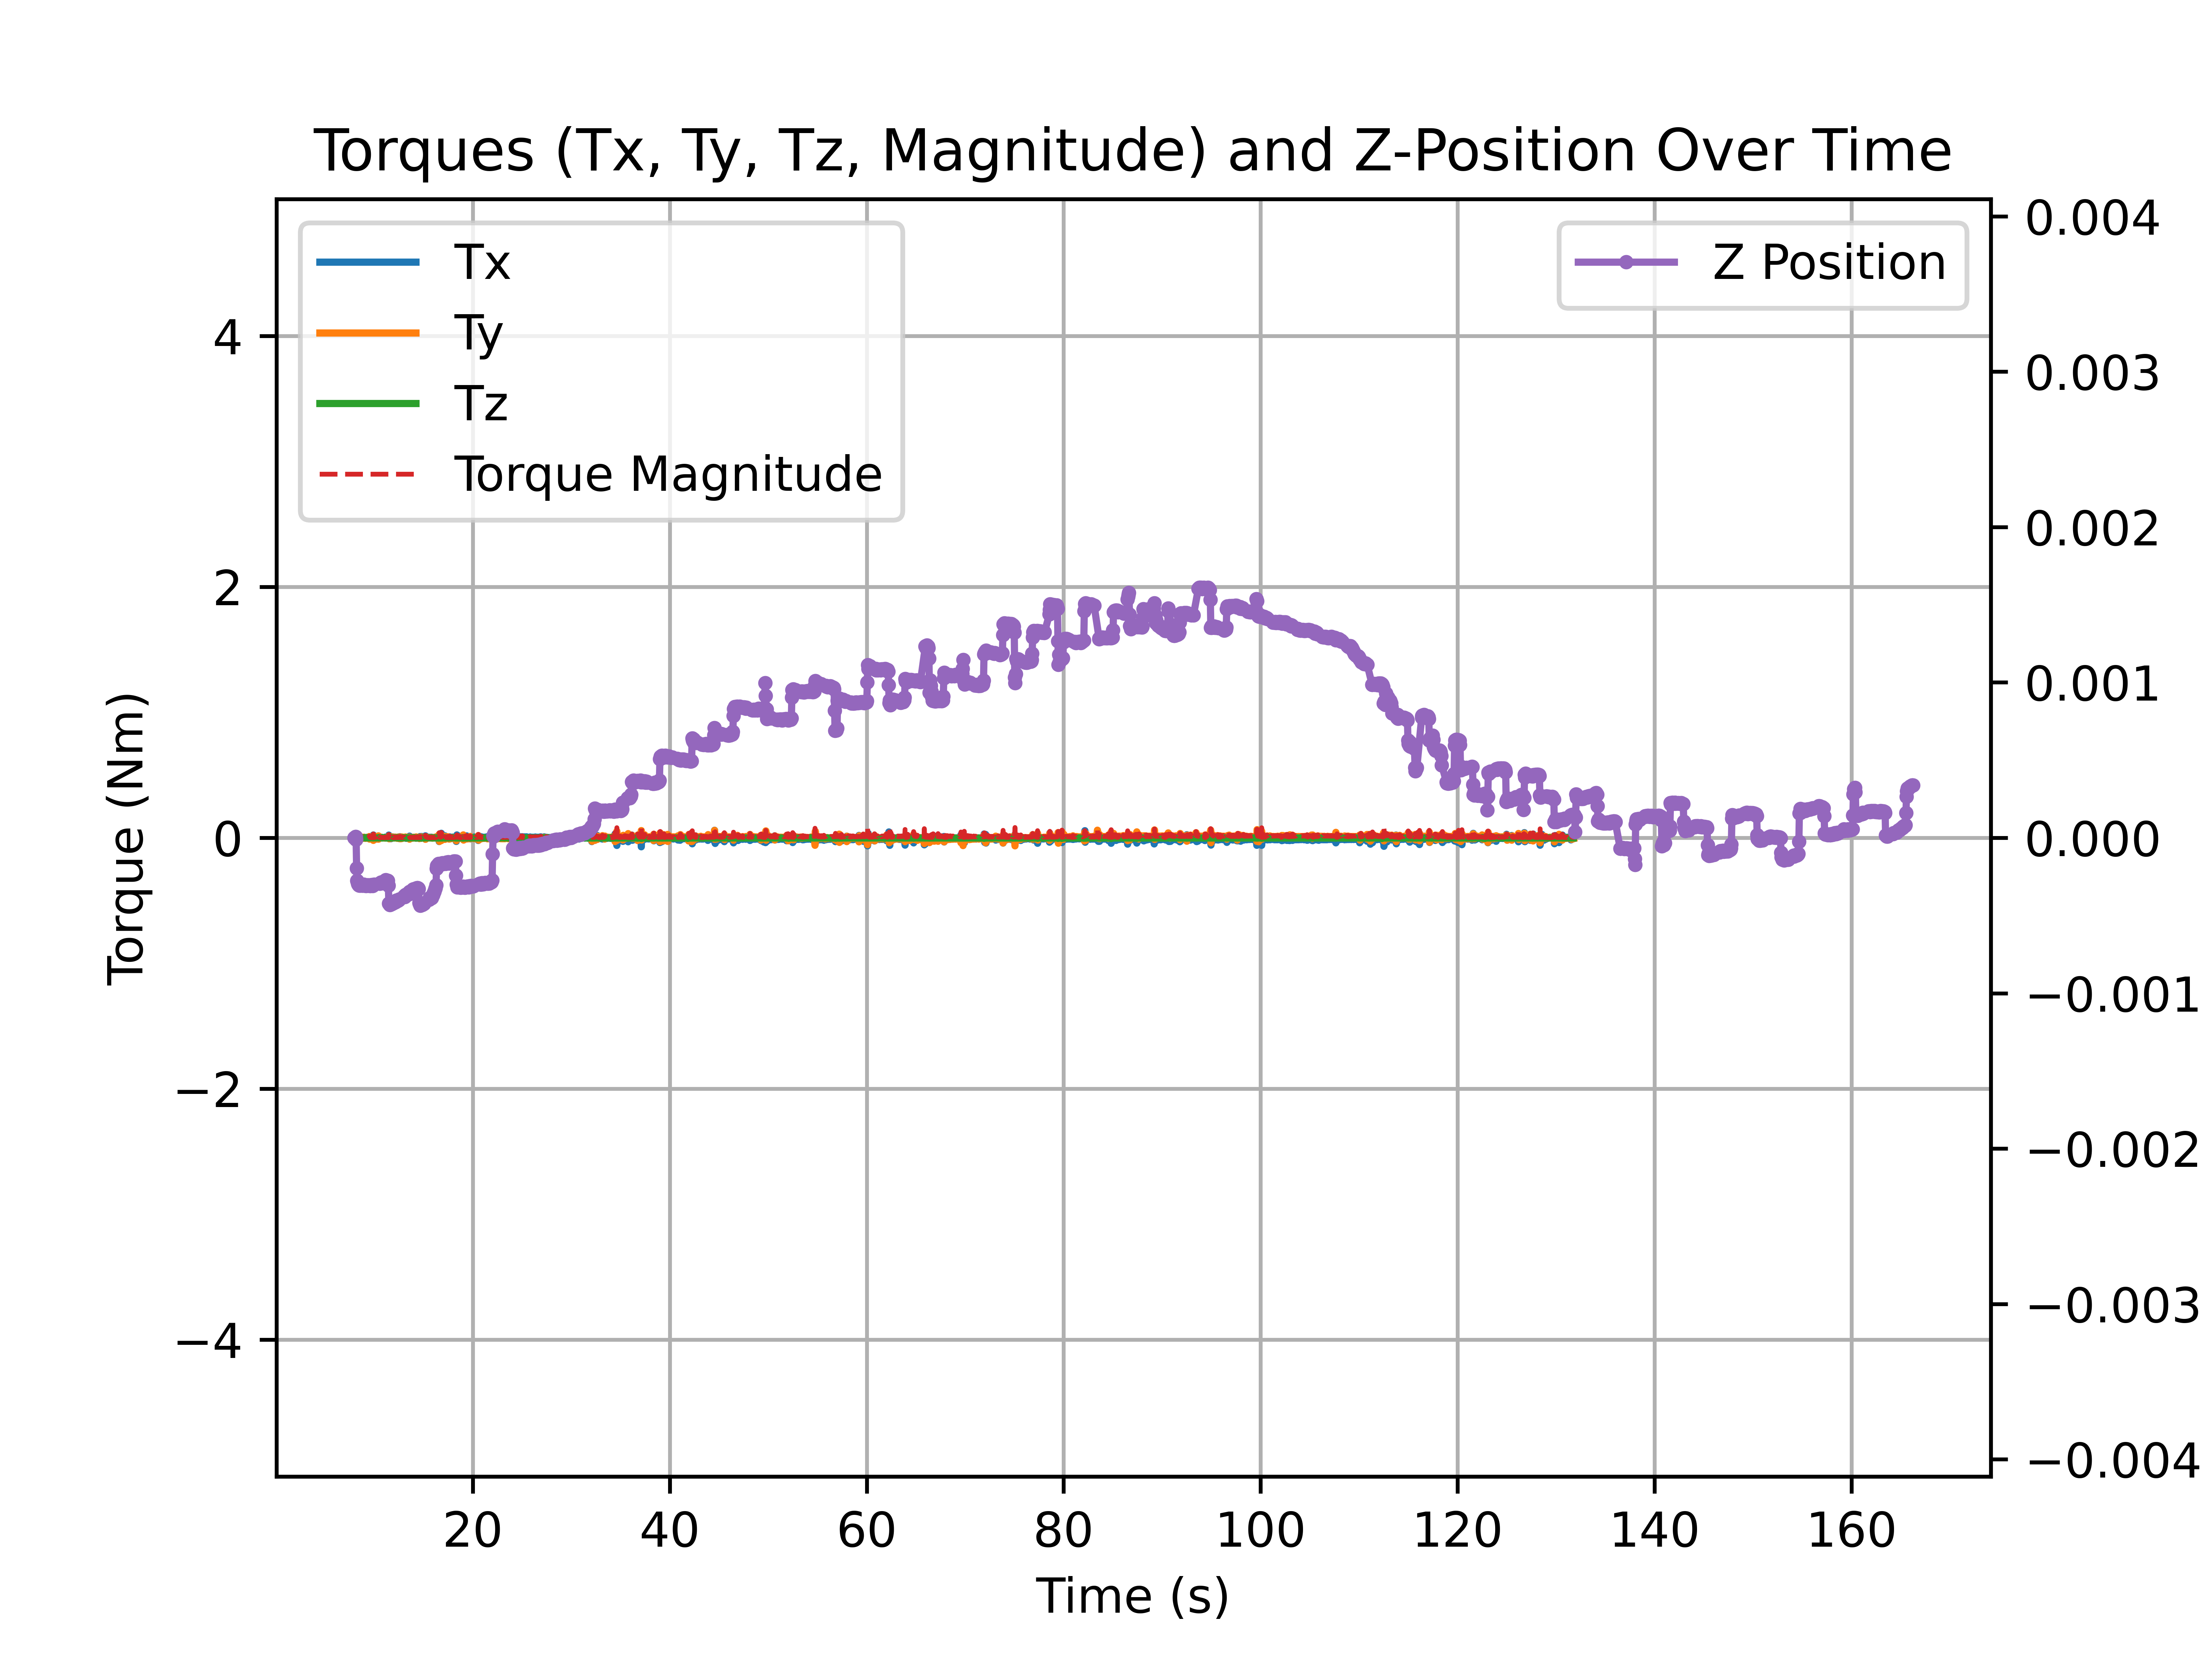 Torques (Tx, Ty, Tz, Magnitude) and Z-Position Over Time
Tx
Ty
Tz
Torque Magnitude
Z Position
Torque (Nm)
4
2
0
−2
−4
0.004
0.003
0.002
0.001
0.000
−0.001
−0.002
−0.003
−0.004
20 40 60 80 100 120 140 160
Time (s)